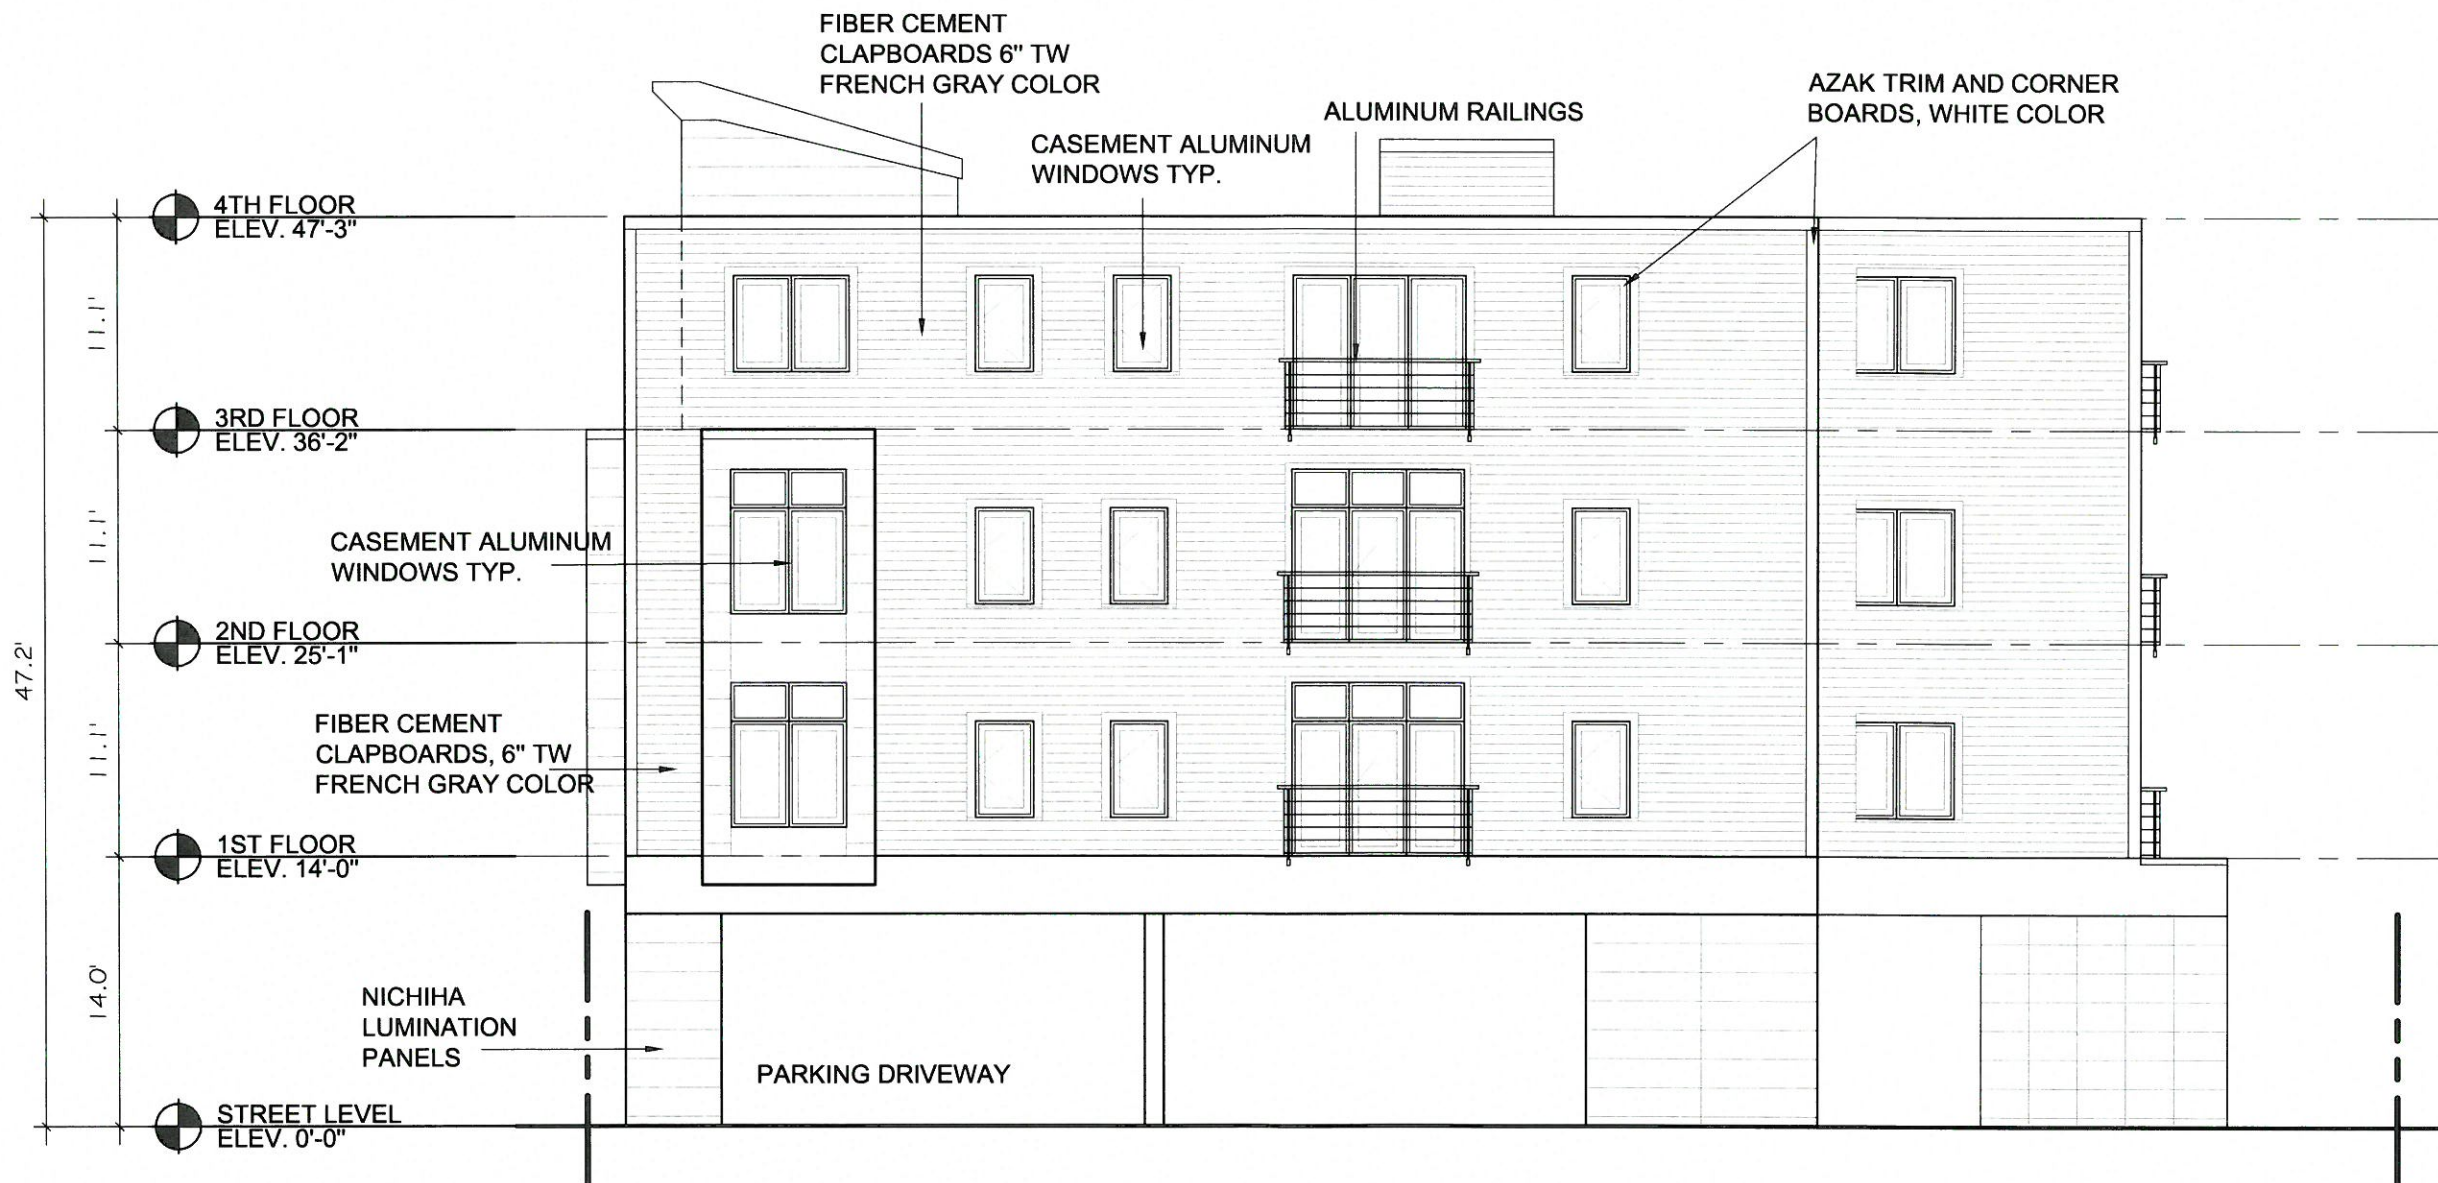 FIBER CEMENT
CLAPBOARDS 6" TW
FRENCH GRAY COLOR
AZAK TRIM AND CORNER
BOARDS, WHITE COLOR
ALUMINUM RAILINGS
CASEMENT ALUMINUM
WINDOWS TYP.
4TH FLOOR
ELEV. 47'-3"
11.1'
3RD FLOOR
ELEV. 36'-2"
11.1'
CASEMENT ALUMINUM
WINDOWS TYP.
2ND FLOOR
ELEV. 25'-1"
47.2'
11.1'
FIBER CEMENT
CLAPBOARDS, 6" TW
FRENCH GRAY COLOR
1ST FLOOR
ELEV. 14'-0"
14.0'
NICHIHA
LUMINATION
PANELS
PARKING DRIVEWAY
STREET LEVEL
ELEV. 0'-0"